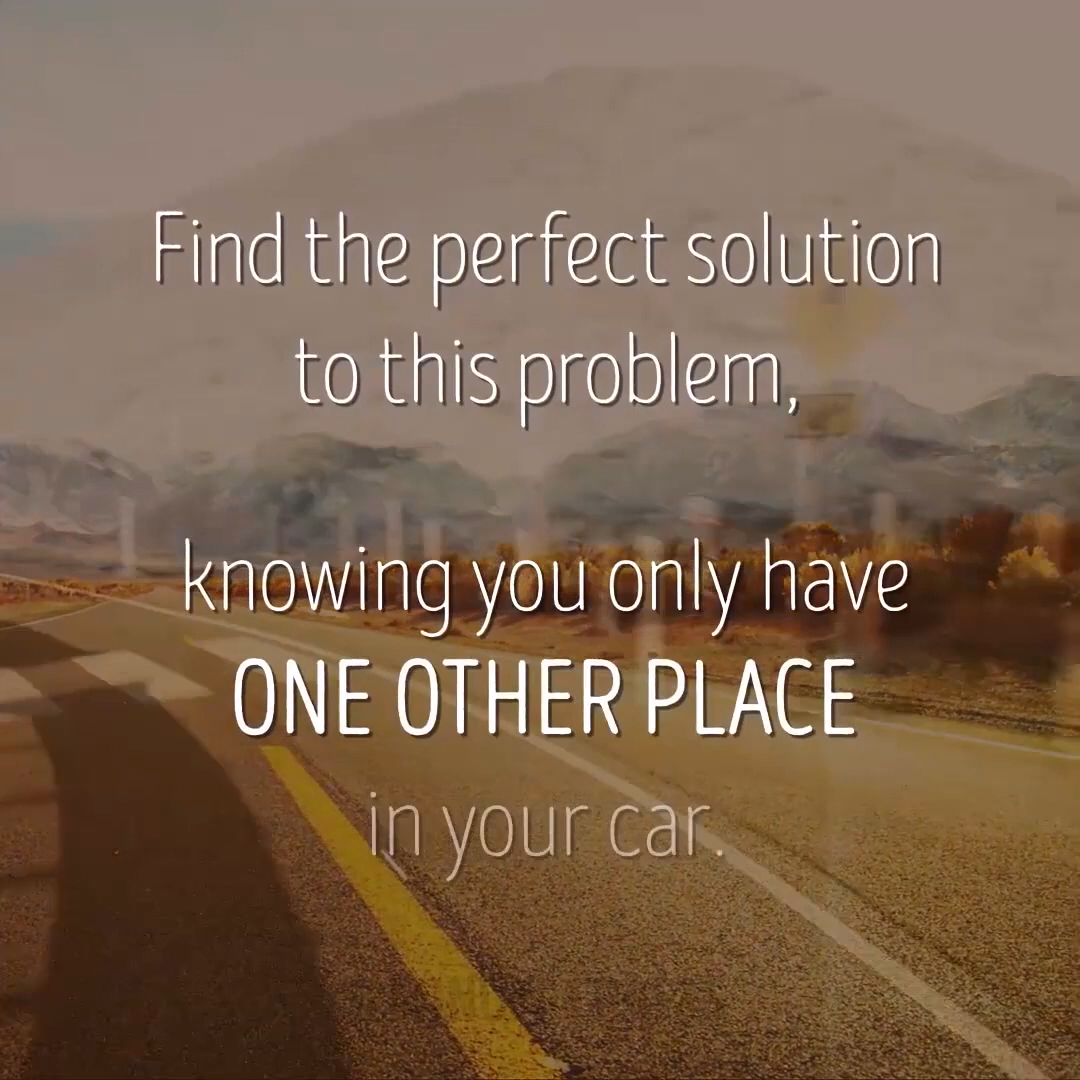 Find the perfect solution
to this problem,
knowing you only have
ONE OTHER PLACE
in your car.